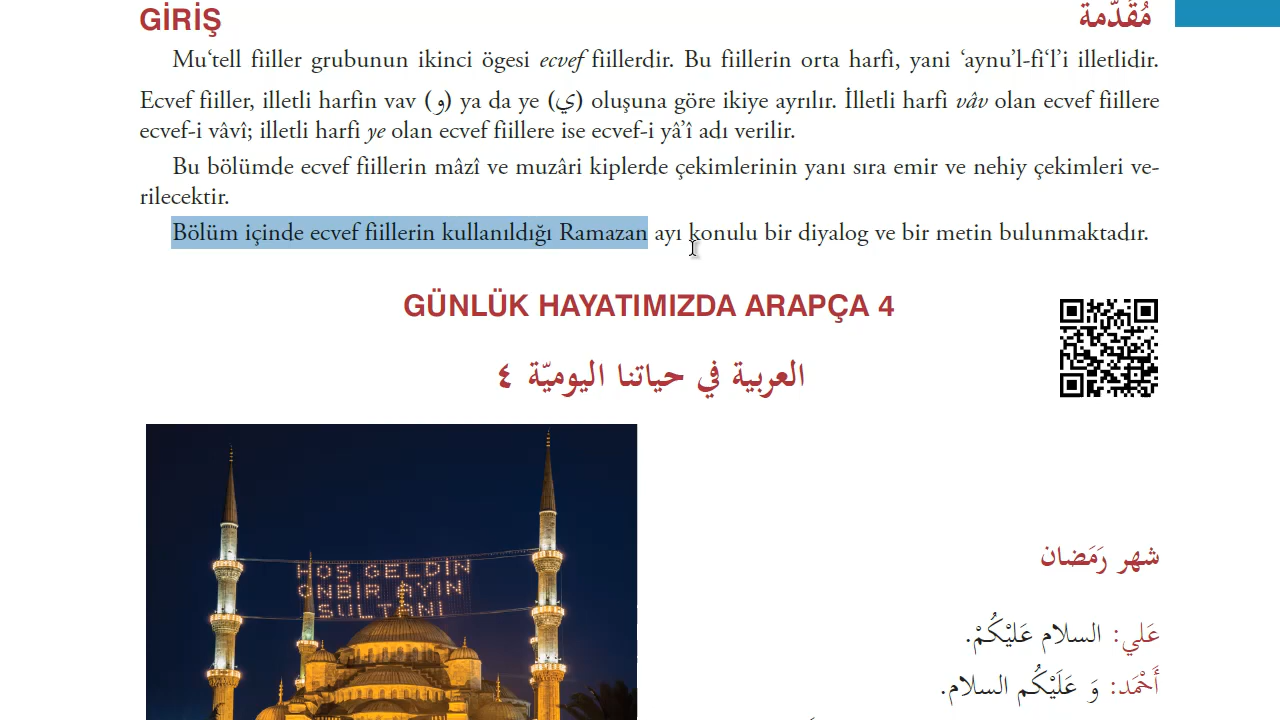 GİRİŞ
مُقَدَّمة
Mu‘tell fiiller grubunun ikinci ögesi ecvef fiillerdir. Bu fiillerin orta harfi, yani ‘aynu’l-fi‘l’i illetlidir.
Ecvef fiiller, illetli harfin vav (و) ya da ye (ي) oluşuna göre ikiye ayrılır. İlletli harfi vâv olan ecvef fiillere
ecvef-i vâvî; illetli harfi ye olan ecvef fiillere ise ecvef-i yâ’î adı verilir.
Bu bölümde ecvef fiillerin mâzî ve muzâri kiplerde çekimlerinin yanı sıra emir ve nehiy çekimleri ve-
rilecektir.
Bölüm içinde ecvef fiillerin kullanıldığı Ramazan ayı konulu bir diyalog ve bir metin bulunmaktadır.
GÜNLÜK HAYATIMIZDA ARAPÇA 4
العربية في حياتنا اليوميّة ٤
HOŞ GELDİN
ONBİR AYIN
SULTANI
شهر رَمَضان
عَلي: السلام عَليْكُمْ.
أَحْمَد: وَ عَلَيْكُم السلام.